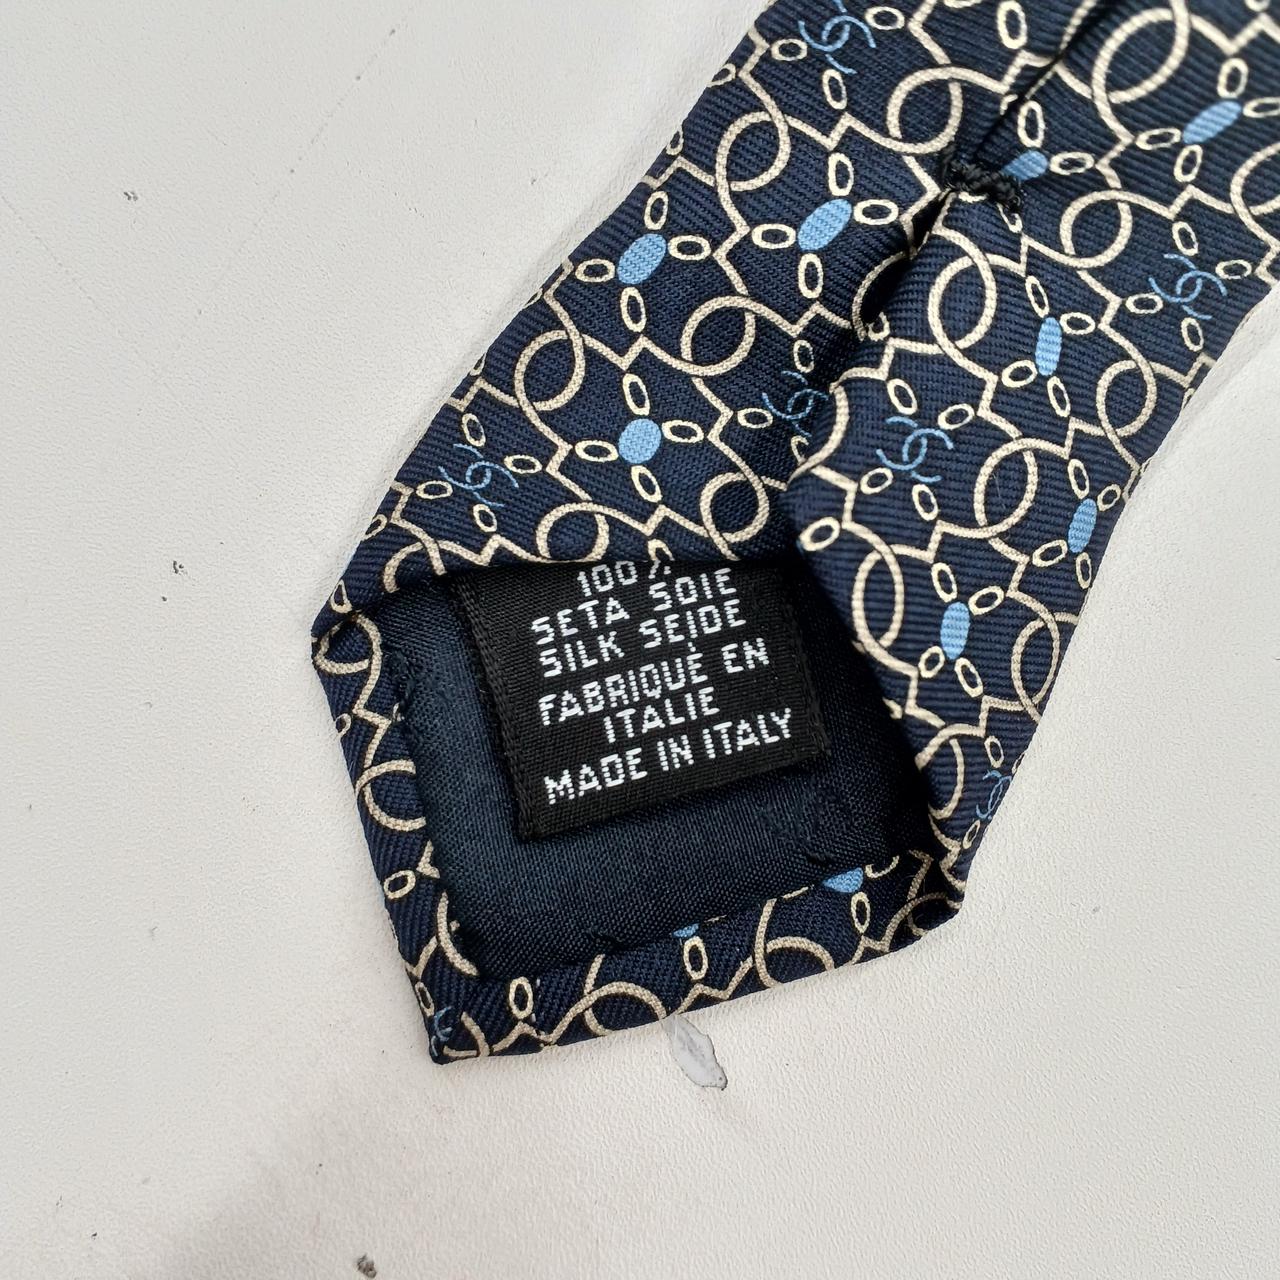 100%
SETA SOIE
SILK SEIDE
FABRIQUÉ EN
ITALIE
MADE IN ITALY